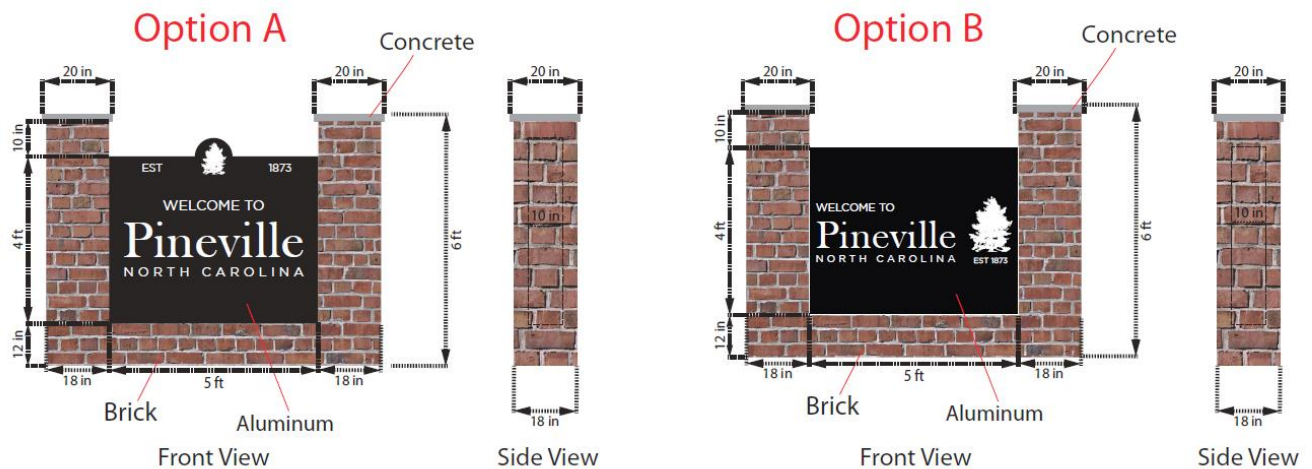 Option A
Concrete
20 in
20 in
20 in
10 in
4 ft
12 in
EST
1873
WELCOME TO
Pineville
NORTH CAROLINA
6 ft
10 in
18 in
5 ft
18 in
18 in
Brick
Aluminum
Front View
Side View
Option B
Concrete
20 in
20 in
20 in
10 in
4 ft
12 in
WELCOME TO
Pineville
NORTH CAROLINA
EST 1873
6 ft
10 in
18 in
5 ft
18 in
18 in
Brick
Aluminum
Front View
Side View